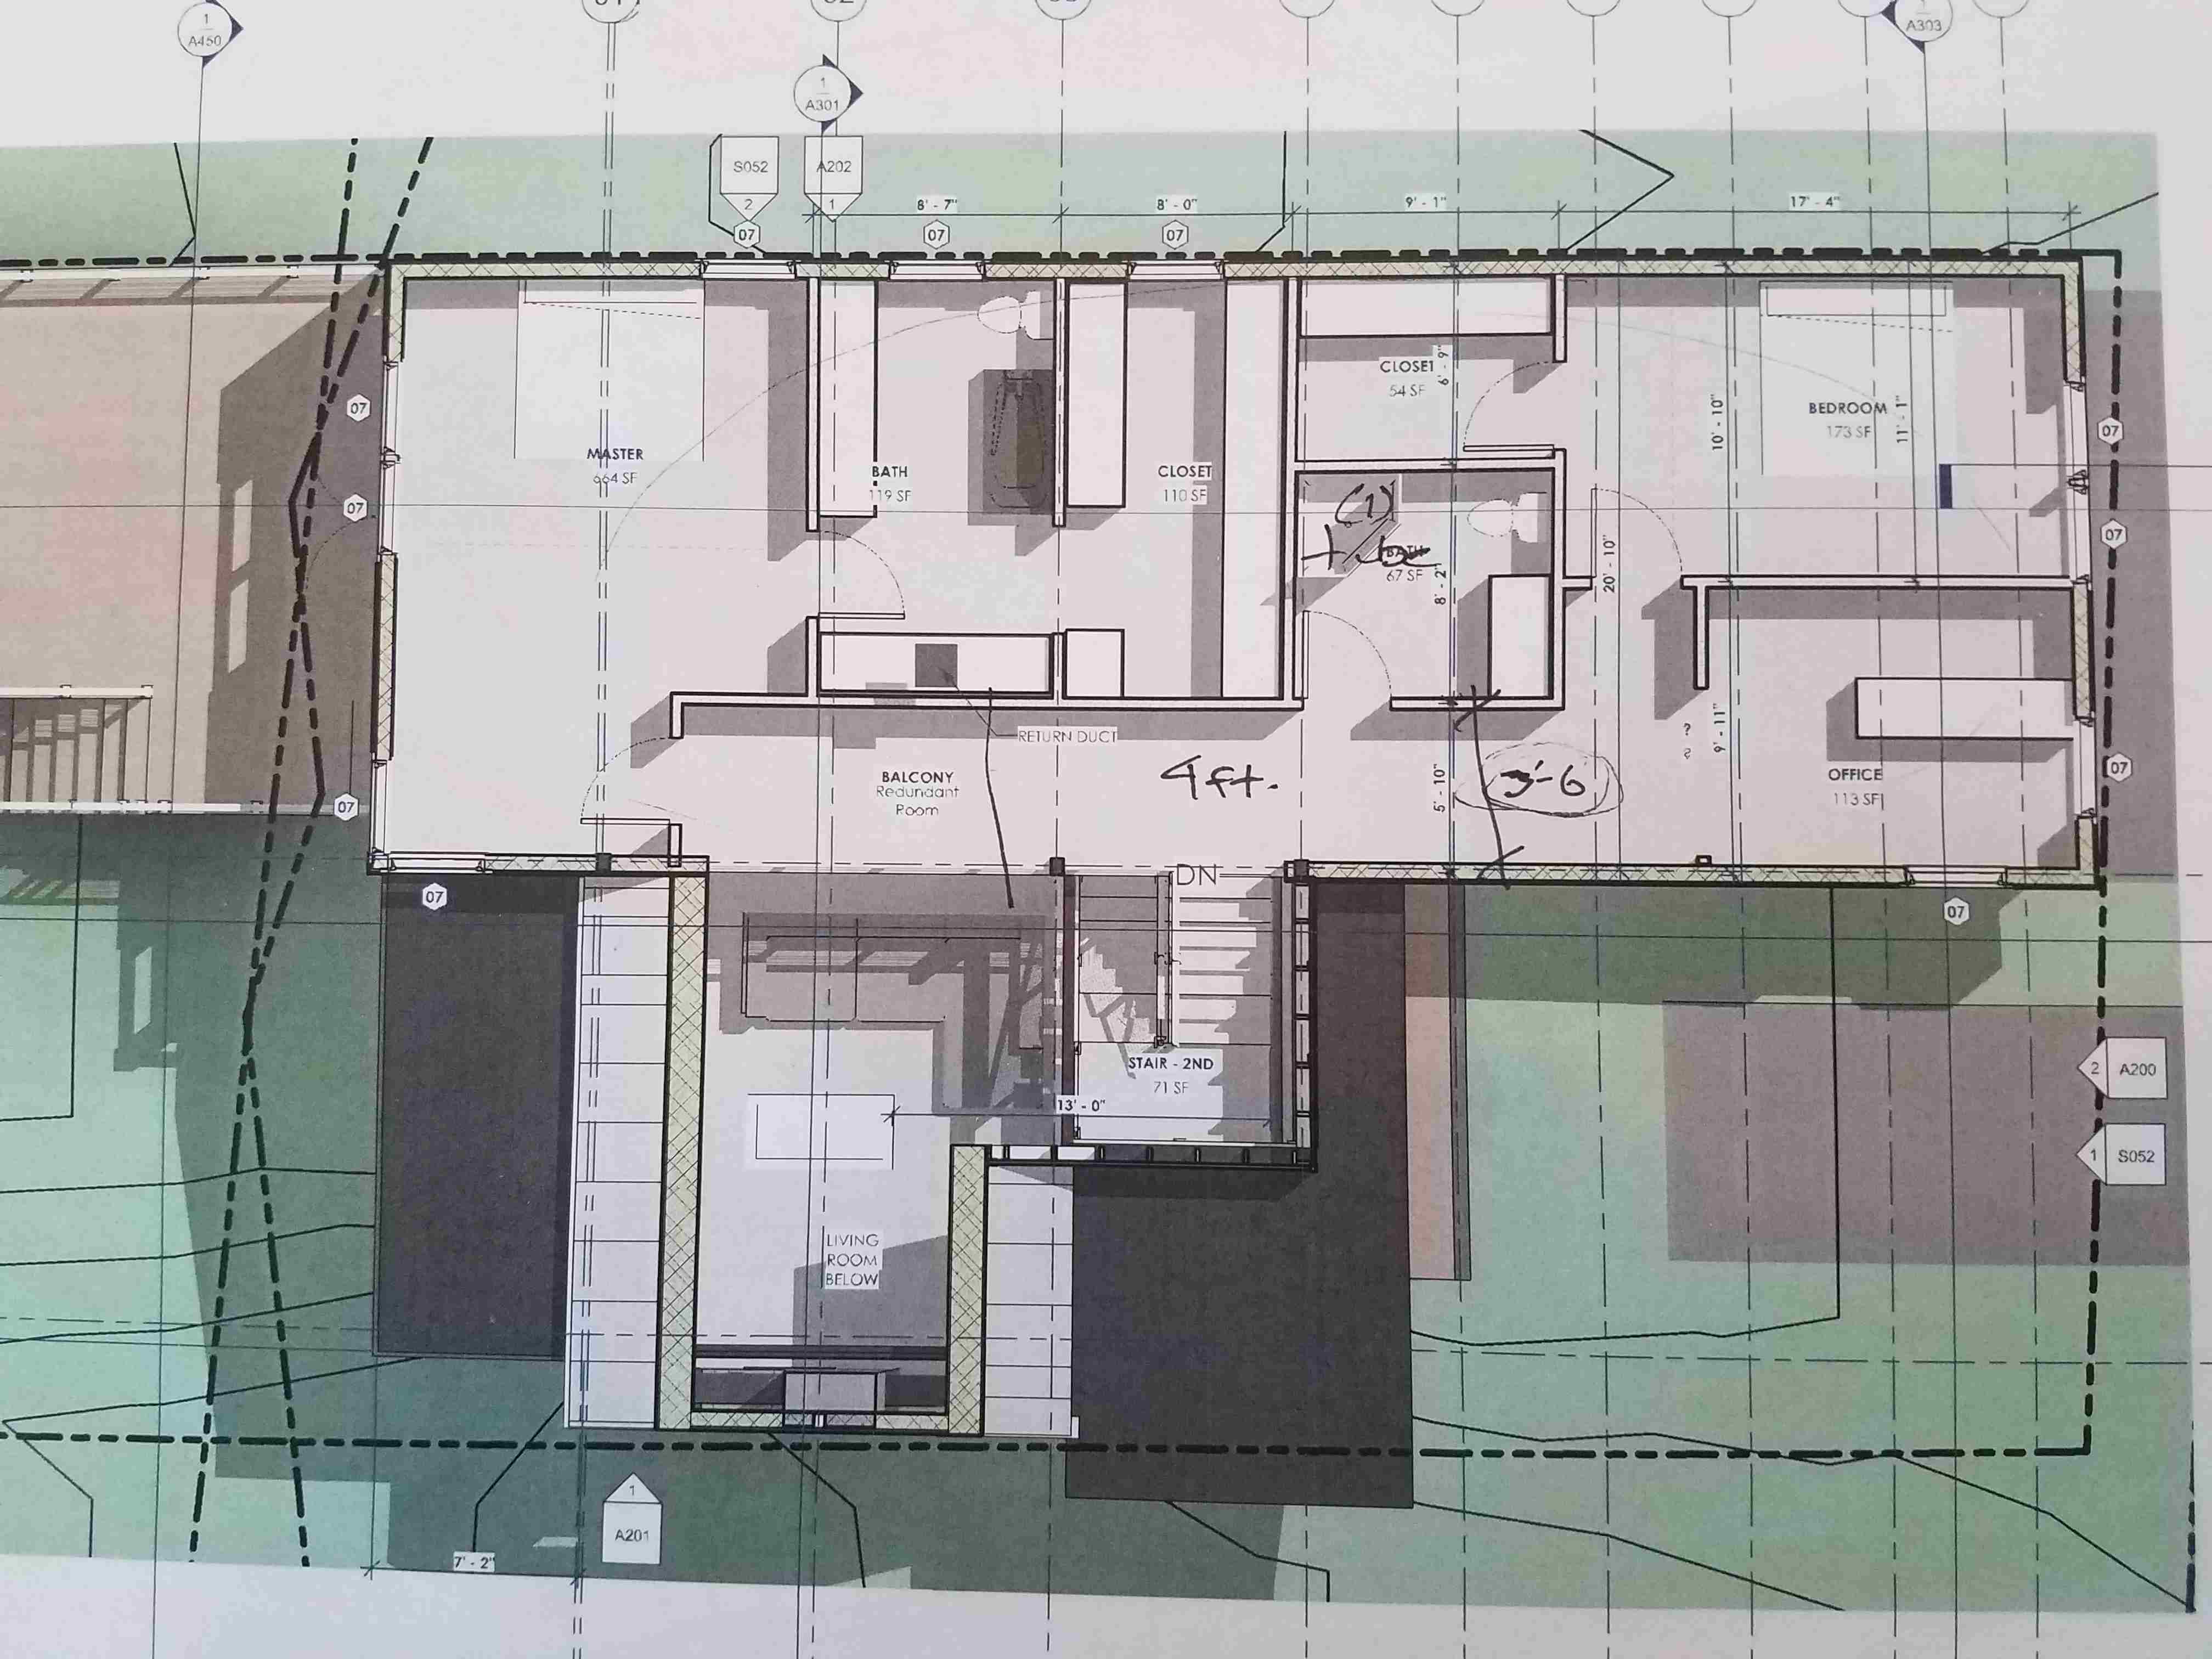 1
A450
1
A301
1
A303
S052
2
A202
1
8' - 7"
8' - 0"
9' - 1"
17' - 4"
07
07
07
07
07
07
07
07
07
07
07
07
MASTER
664 SF
BATH
119 SF
CLOSET
110 SF
CLOSET
54 SF
6' - 9"
(1)
BATH
67 SF
8' - 2"
BEDROOM
173 SF
10' - 10"
11' - 1"
20' - 10"
RETURN DUCT
BALCONY
Redundant
Room
4ft.
5' - 10"
3'-6
?
9' - 11"
OFFICE
113 SF
DN
STAIR - 2ND
71 SF
13' - 0"
LIVING
ROOM
BELOW
2 A200
1 S052
1
A201
7' - 2"